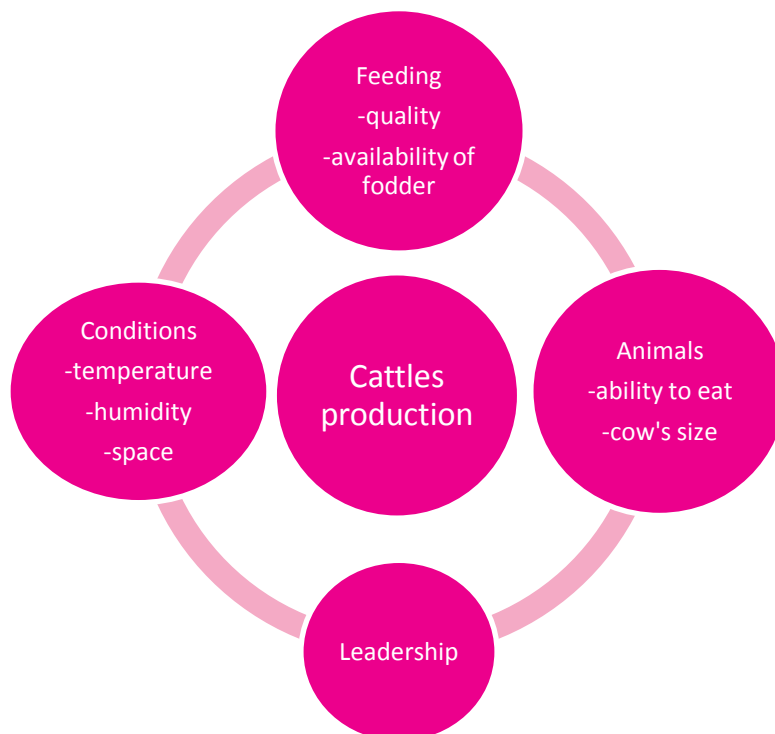 Feeding
-quality
-availability of
fodder
Conditions
-temperature
-humidity
-space
Cattles
production
Animals
-ability to eat
-cow's size
Leadership